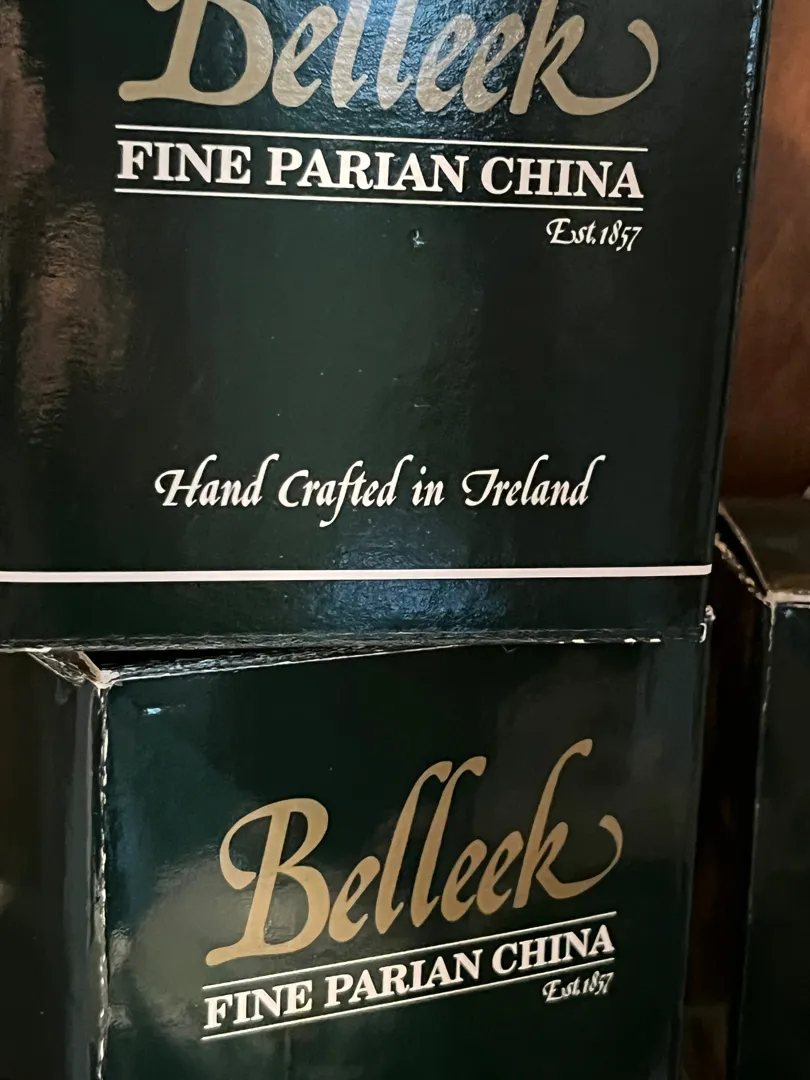 Belleek
FINE PARIAN CHINA
Est.1857
Hand Crafted in Ireland
Belleek
FINE PARIAN CHINA
Est.1857